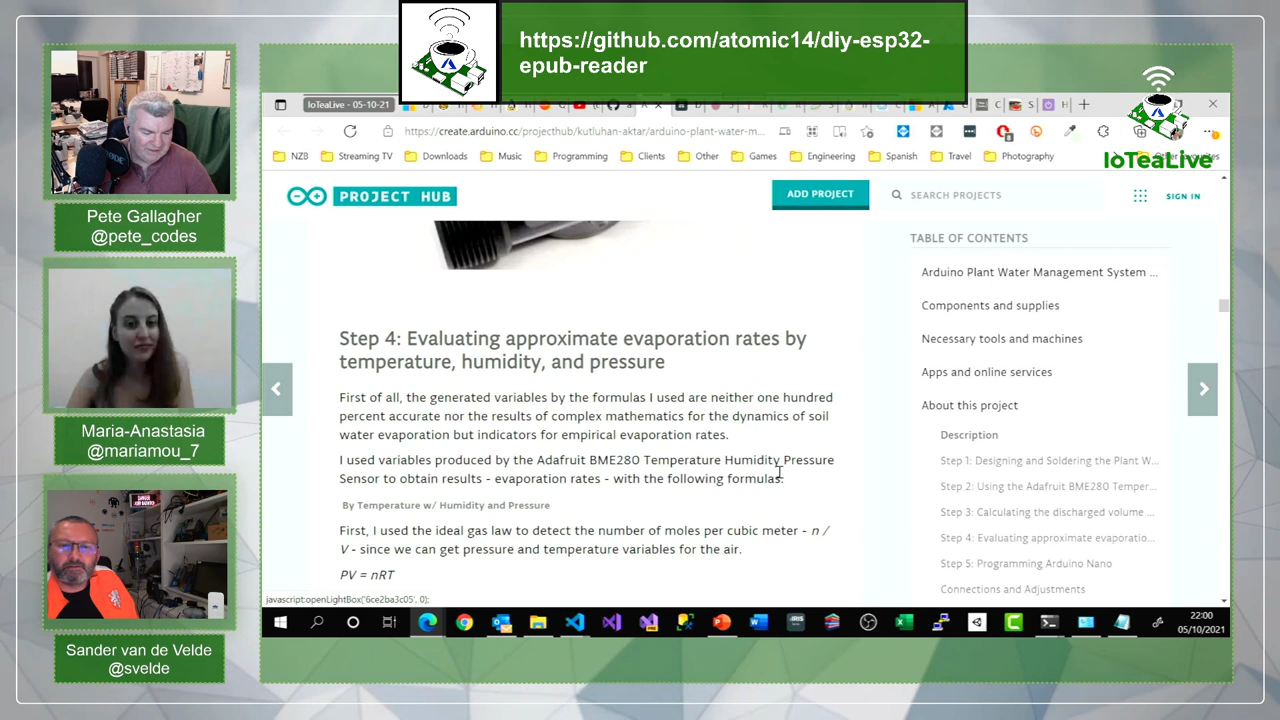 https://github.com/atomic14/diy-esp32-
epub-reader
Pete Gallagher
@pete_codes
Maria-Anastasia
@mariamou_7
Sander van de Velde
@svelde
IoTeaLive
IoTeaLive - 05-10-21
https://create.arduino.cc/projecthub/kutluhan-aktar/arduino-plant-water-m...
NZB
Streaming TV
Downloads
Music
Programming
Clients
Other
Games
Engineering
Spanish
Travel
Photography
PROJECT HUB
ADD PROJECT
SEARCH PROJECTS
SIGN IN
Step 4: Evaluating approximate evaporation rates by
temperature, humidity, and pressure
First of all, the generated variables by the formulas I used are neither one hundred
percent accurate nor the results of complex mathematics for the dynamics of soil
water evaporation but indicators for empirical evaporation rates.
I used variables produced by the Adafruit BME280 Temperature Humidity Pressure
Sensor to obtain results - evaporation rates - with the following formulas:
By Temperature w/ Humidity and Pressure
First, I used the ideal gas law to detect the number of moles per cubic meter - n /
V - since we can get pressure and temperature variables for the air.
PV = nRT
javascript:openLightBox('6ce2ba3c05', 0);
TABLE OF CONTENTS
Arduino Plant Water Management System ...
Components and supplies
Necessary tools and machines
Apps and online services
About this project
Description
Step 1: Designing and Soldering the Plant W...
Step 2: Using the Adafruit BME280 Temper...
Step 3: Calculating the discharged volume ...
Step 4: Evaluating approximate evaporatio...
Step 5: Programming Arduino Nano
Connections and Adjustments
22:00
05/10/2021